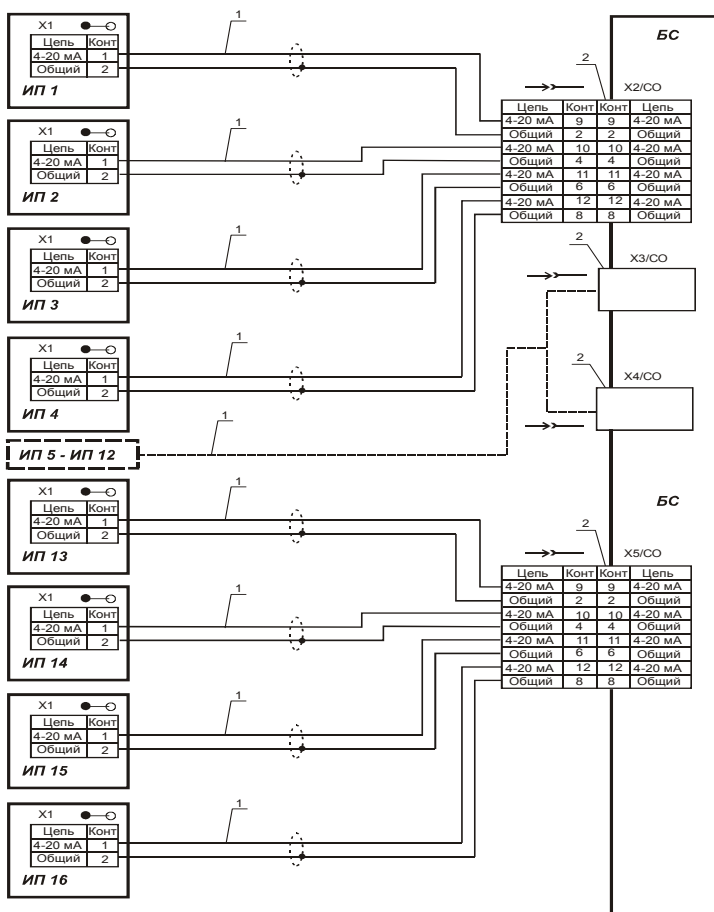 1
X1
Цепь Конт
4-20 мА 1
Общий 2
ИП 1
БС
2
X2/СО
Цепь Конт Конт Цепь
4-20 мА 9 9 4-20 мА
Общий 2 2 Общий
4-20 мА 10 10 4-20 мА
Общий 4 4 Общий
4-20 мА 11 11 4-20 мА
Общий 6 6 Общий
4-20 мА 12 12 4-20 мА
Общий 8 8 Общий
1
X1
Цепь Конт
4-20 мА 1
Общий 2
ИП 2
1
X1
Цепь Конт
4-20 мА 1
Общий 2
ИП 3
2
X3/СО
1
X1
Цепь Конт
4-20 мА 1
Общий 2
ИП 4
2
X4/СО
1
ИП 5 - ИП 12
1
X1
Цепь Конт
4-20 мА 1
Общий 2
ИП 13
БС
2
X5/СО
Цепь Конт Конт Цепь
4-20 мА 9 9 4-20 мА
Общий 2 2 Общий
4-20 мА 10 10 4-20 мА
Общий 4 4 Общий
4-20 мА 11 11 4-20 мА
Общий 6 6 Общий
4-20 мА 12 12 4-20 мА
Общий 8 8 Общий
1
X1
Цепь Конт
4-20 мА 1
Общий 2
ИП 14
1
X1
Цепь Конт
4-20 мА 1
Общий 2
ИП 15
1
X1
Цепь Конт
4-20 мА 1
Общий 2
ИП 16